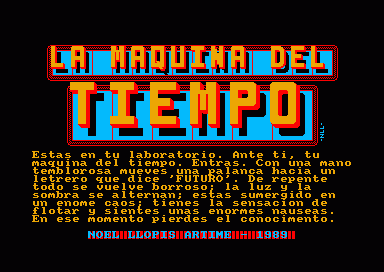 LA MAQUINA DEL
TIEMPO
-NLL-
Estas en tu laboratorio. Ante ti, tu
maquina del tiempo. Entras. Con una mano
temblorosa mueves una palanca hacia un
letrero que dice 'FUTURO'. De repente
todo se vuelve borroso; la luz y la
sombra se alternan; estas sumergido en
un enome caos; tienes la sensacion de
flotar y sientes unas enormes nauseas.
En ese momento pierdes el conocimento.
NOEL LLOPIS ARTIME - 1989